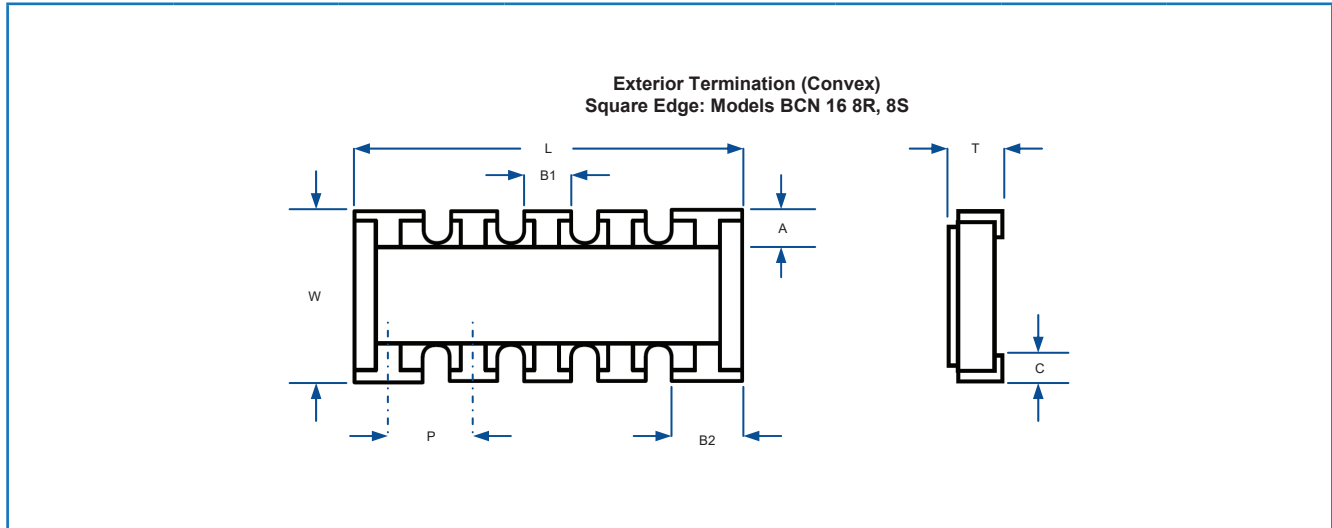 Exterior Termination (Convex)
Square Edge: Models BCN 16 8R, 8S
L
T
B1
A
W
C
P
B2